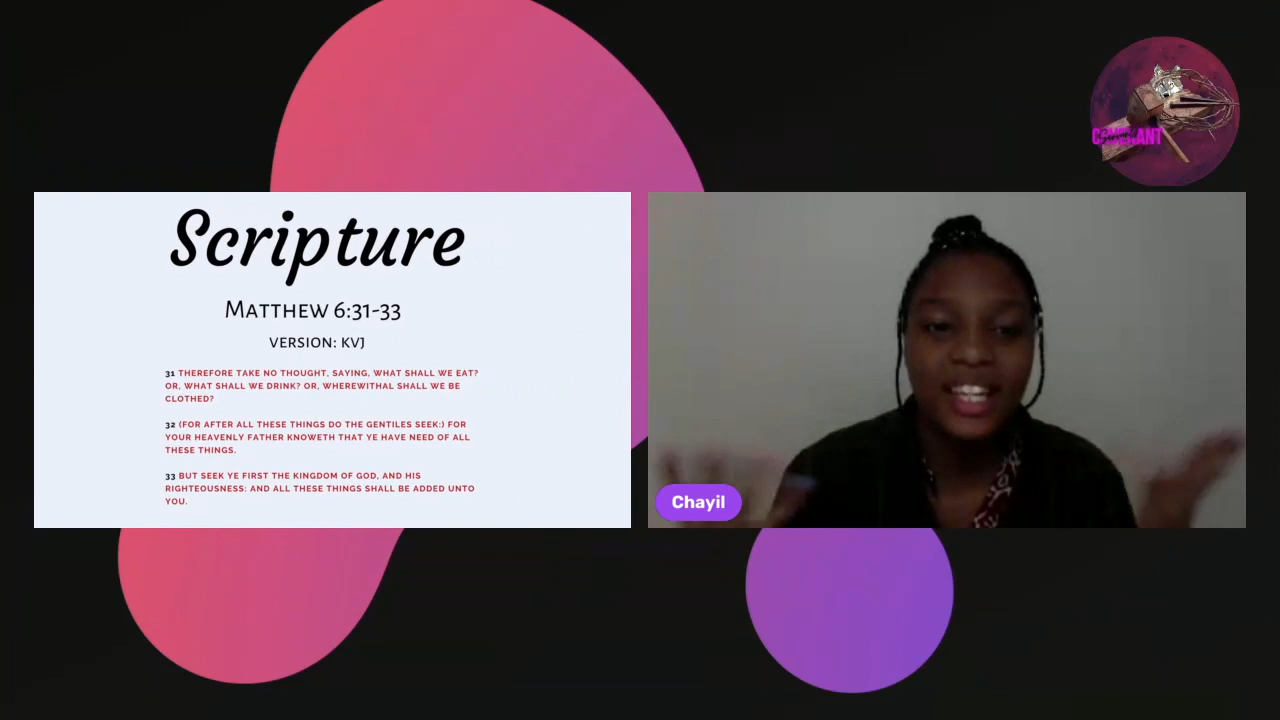 Scripture
MATTHEW 6:31-33
VERSION: KVJ
31 THEREFORE TAKE NO THOUGHT, SAYING, WHAT SHALL WE EAT?
OR, WHAT SHALL WE DRINK? OR, WHEREWITHAL SHALL WE BE
CLOTHED?
32 (FOR AFTER ALL THESE THINGS DO THE GENTILES SEEK:) FOR
YOUR HEAVENLY FATHER KNOWETH THAT YE HAVE NEED OF ALL
THESE THINGS.
33 BUT SEEK YE FIRST THE KINGDOM OF GOD, AND HIS
RIGHTEOUSNESS: AND ALL THESE THINGS SHALL BE ADDED UNTO
YOU.
Chayil